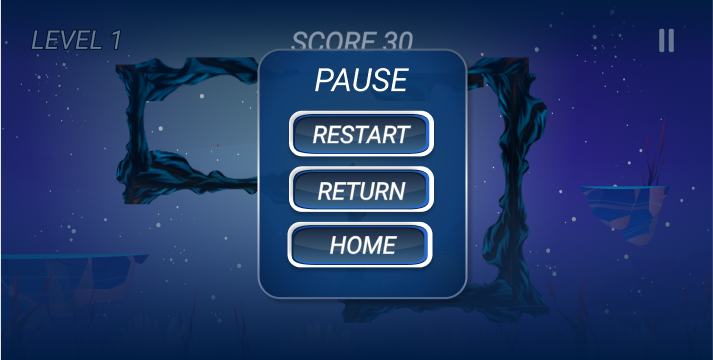 LEVEL 1
SCORE 30
PAUSE
RESTART
RETURN
HOME